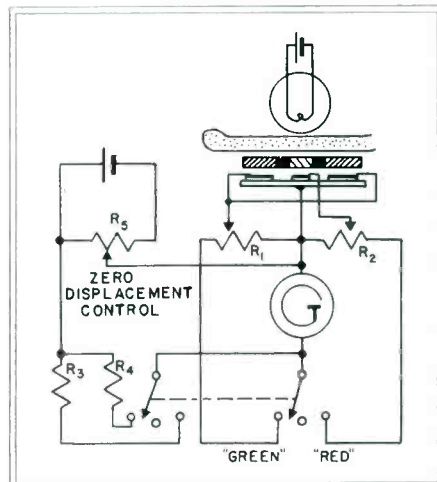 R5
R1
R2
ZERO
DISPLACEMENT
CONTROL
R3
R4
"GREEN"
"RED"